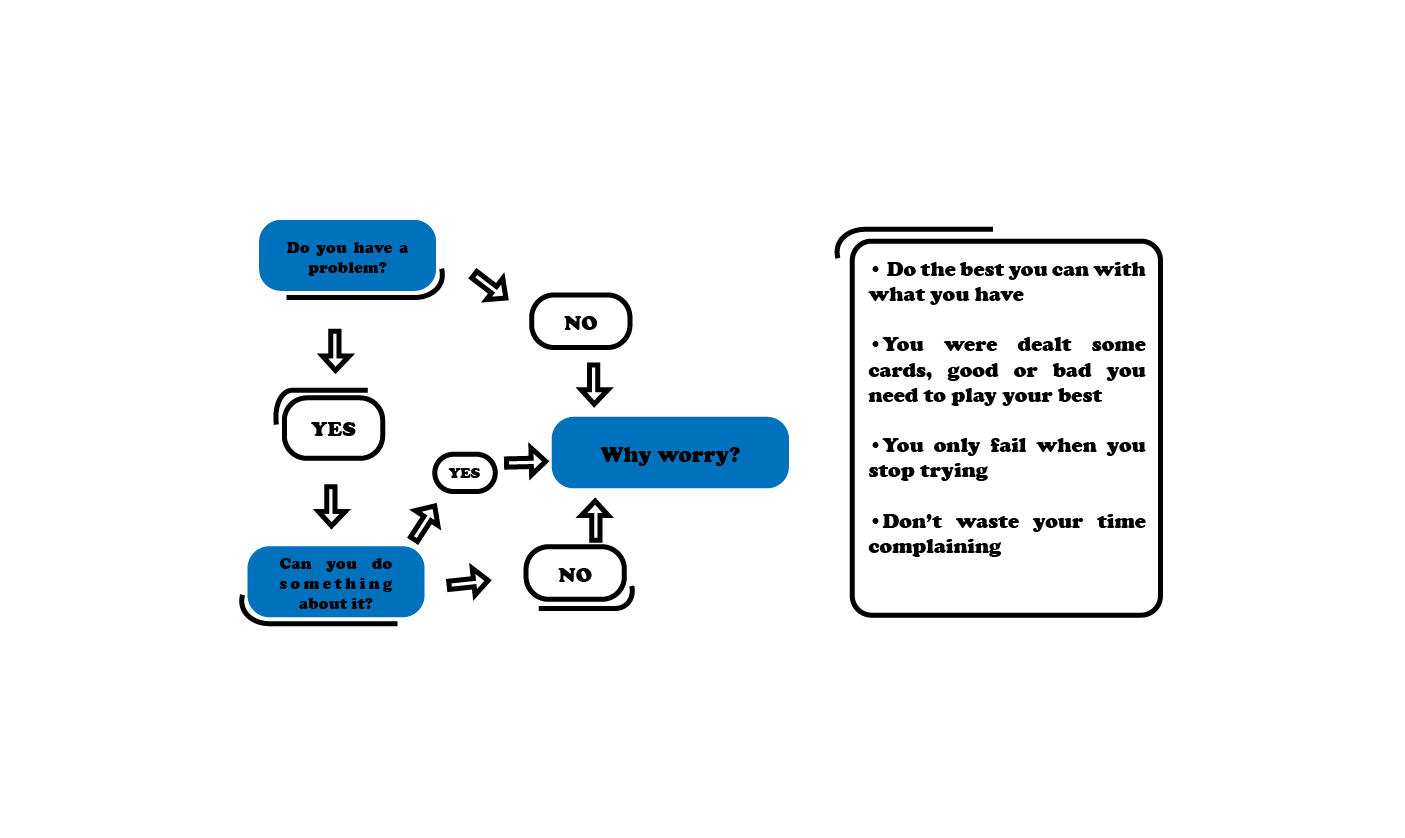 Do you have a
problem?
NO
YES
Why worry?
YES
Can you do
something
about it?
NO
• Do the best you can with
what you have
•You were dealt some
cards, good or bad you
need to play your best
•You only fail when you
stop trying
•Don’t waste your time
complaining